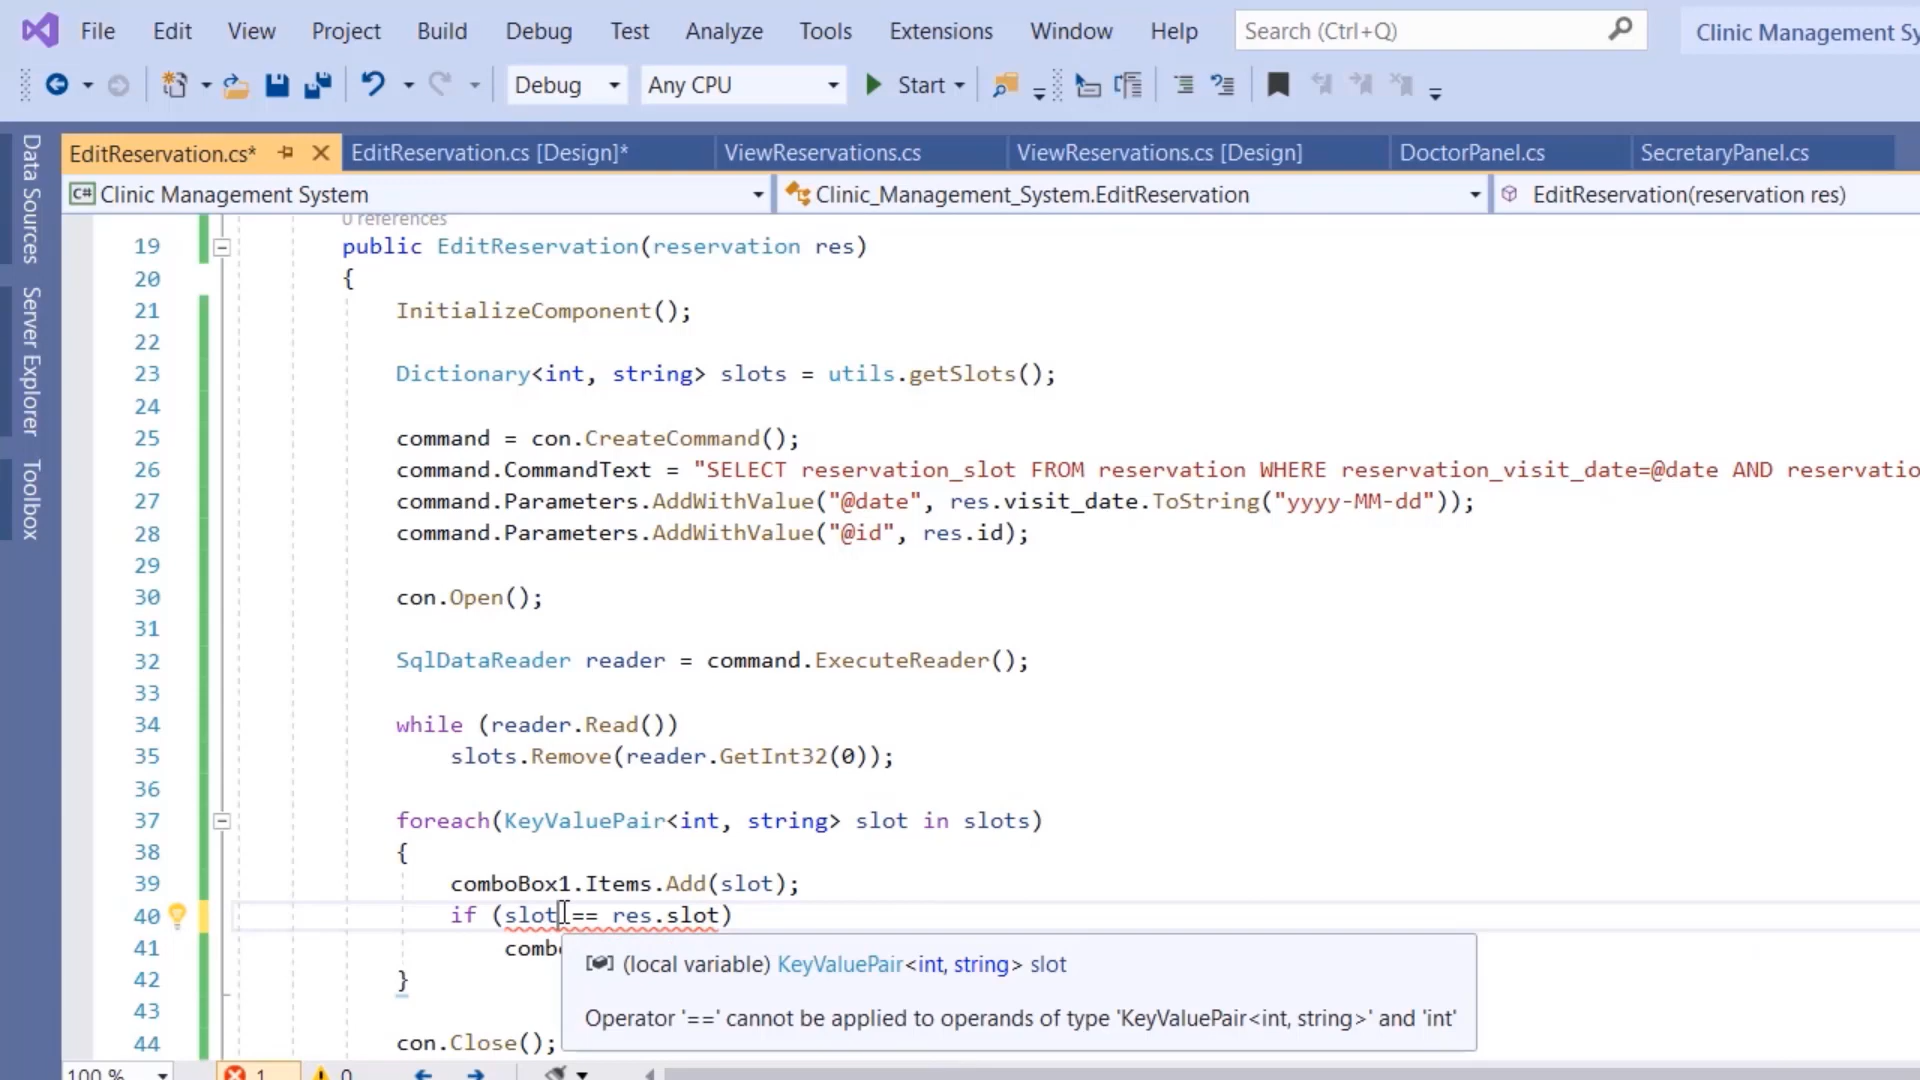 File Edit View Project Build Debug Test Tools Extensions Window Help Search (Ctrl+Q) Clinic Management Sy
Debug Any CPU Start
Data Sources
Server Explorer
Toolbox
EditReservation.cs* EditReservation.cs [Design]* ViewReservations.cs ViewReservations.cs [Design] DoctorPanel.cs SecretaryPanel.cs
C# Clinic Management System Clinic_Management_System.EditReservation EditReservation(reservation res)
0 references
19 public EditReservation(reservation res)
20 {
21 InitializeComponent();
22
23 Dictionary<int, string> slots = utils.getSlots();
24
25 command = con.CreateCommand();
26 command.CommandText = "SELECT reservation_slot FROM reservation WHERE reservation_visit_date=@date AND reservatio
27 command.Parameters.AddWithValue("@date", res.visit_date.ToString("yyyy-MM-dd"));
28 command.Parameters.AddWithValue("@id", res.id);
29
30 con.Open();
31
32 SqlDataReader reader = command.ExecuteReader();
33
34 while (reader.Read())
35 slots.Remove(reader.GetInt32(0));
36
37 foreach(KeyValuePair<int, string> slot in slots)
38 {
39 comboBox1.Items.Add(slot);
40 if (slot == res.slot)
41 combo
(local variable) KeyValuePair<int, string> slot
42 }
43
Operator '==' cannot be applied to operands of type 'KeyValuePair<int, string>' and 'int'
44 con.Close();
100 % 1 0